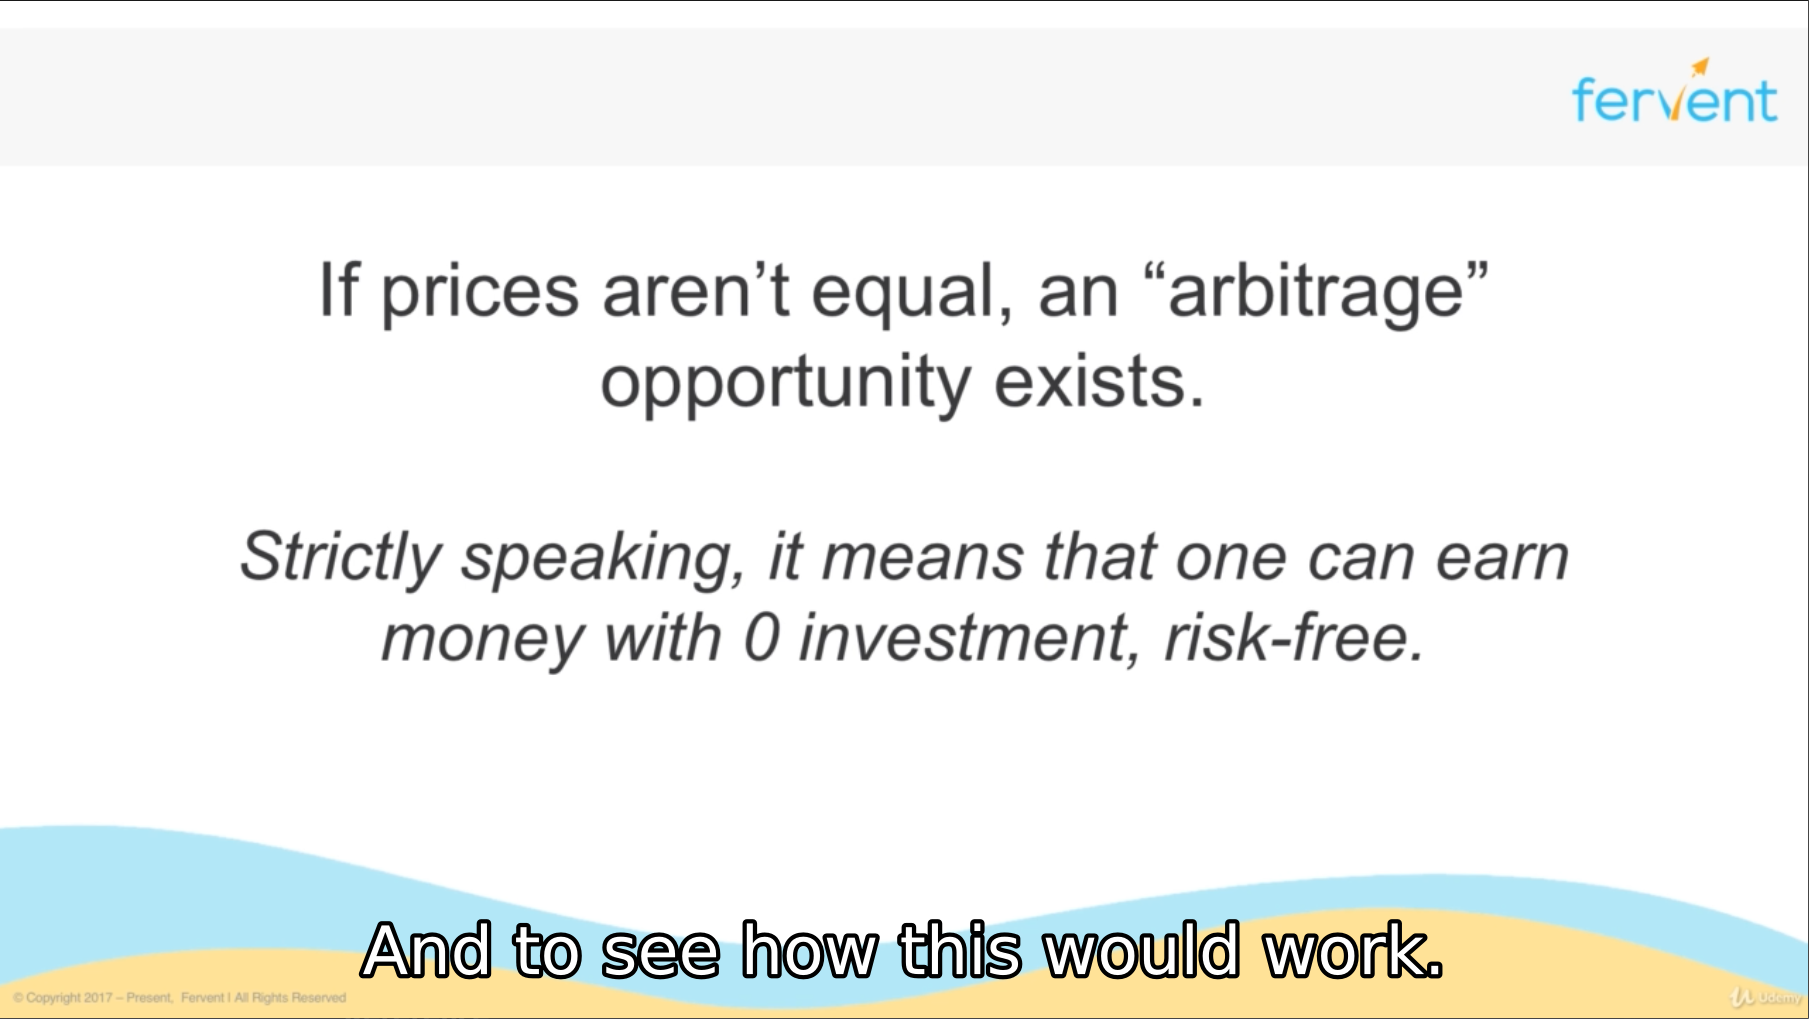 fervent
If prices aren’t equal, an “arbitrage”
opportunity exists.
Strictly speaking, it means that one can earn
money with 0 investment, risk-free.
And to see how this would work.
© Copyright 2017 – Present, Fervent | All Rights Reserved
Udemy